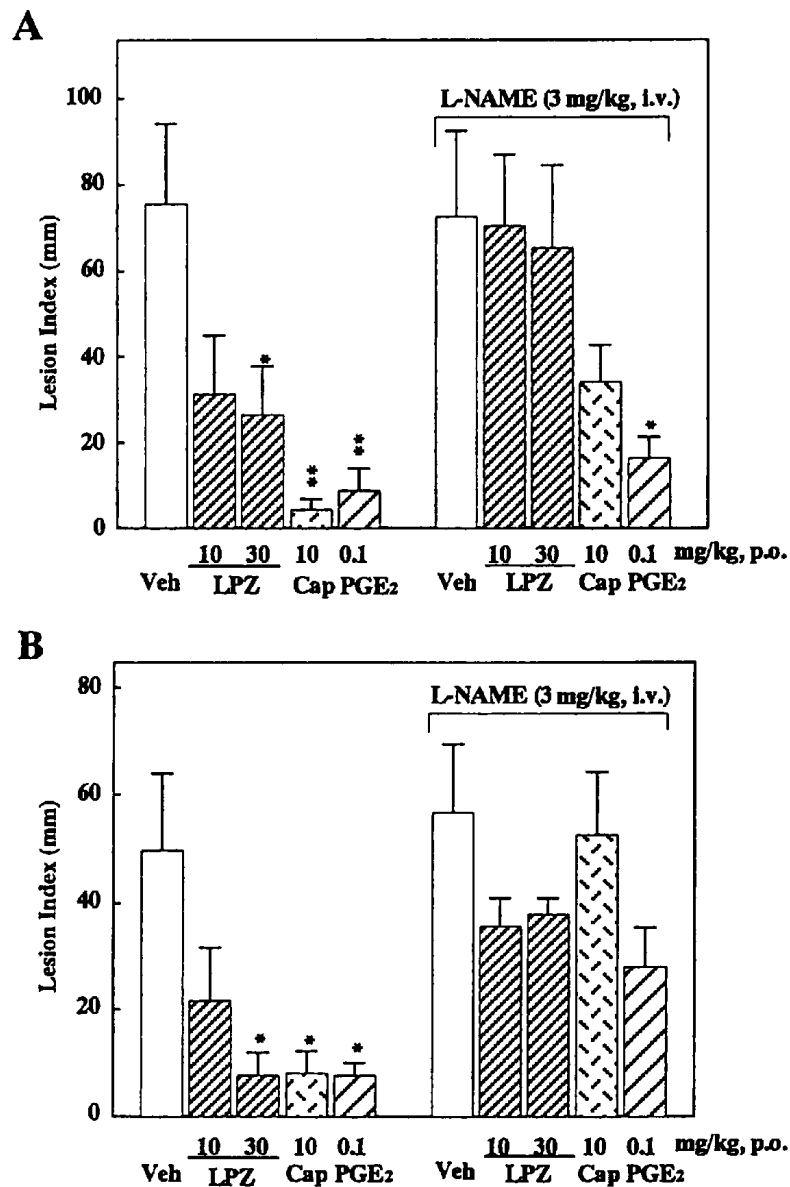 A
L-NAME (3 mg/kg, i.v.)
100
80
60
40
20
0
Lesion Index (mm)
*
**
**
*
10 30 10 0.1 10 30 10 0.1 mg/kg, p.o.
Veh LPZ Cap PGE2 Veh LPZ Cap PGE2
B
L-NAME (3 mg/kg, i.v.)
80
60
40
20
0
Lesion Index (mm)
* * *
10 30 10 0.1 10 30 10 0.1 mg/kg, p.o.
Veh LPZ Cap PGE2 Veh LPZ Cap PGE2